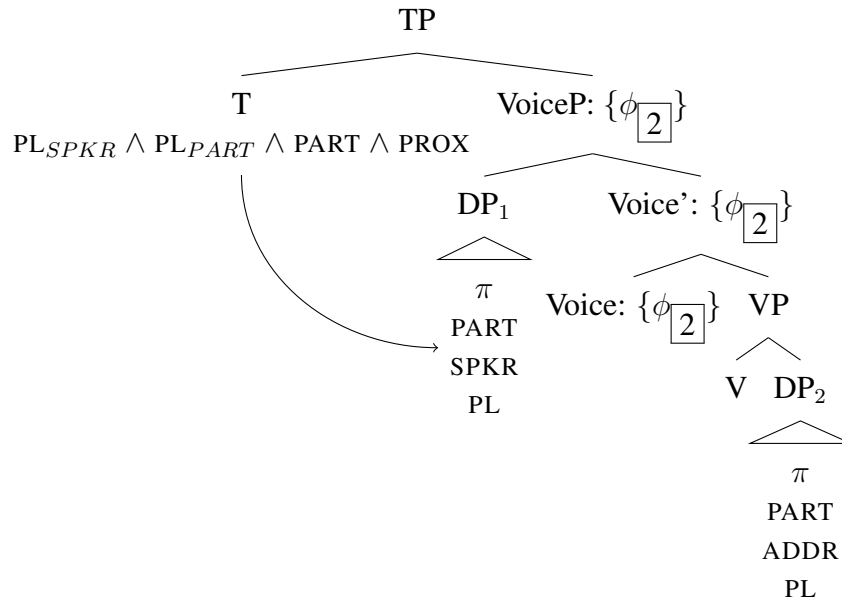 TP
T VoiceP: {ϕ[2]}
PL_SPKR ∧ PL_PART ∧ PART ∧ PROX
DP₁ Voice’: {ϕ[2]}
π Voice: {ϕ[2]} VP
PART
SPKR
PL
V DP₂
π
PART
ADDR
PL